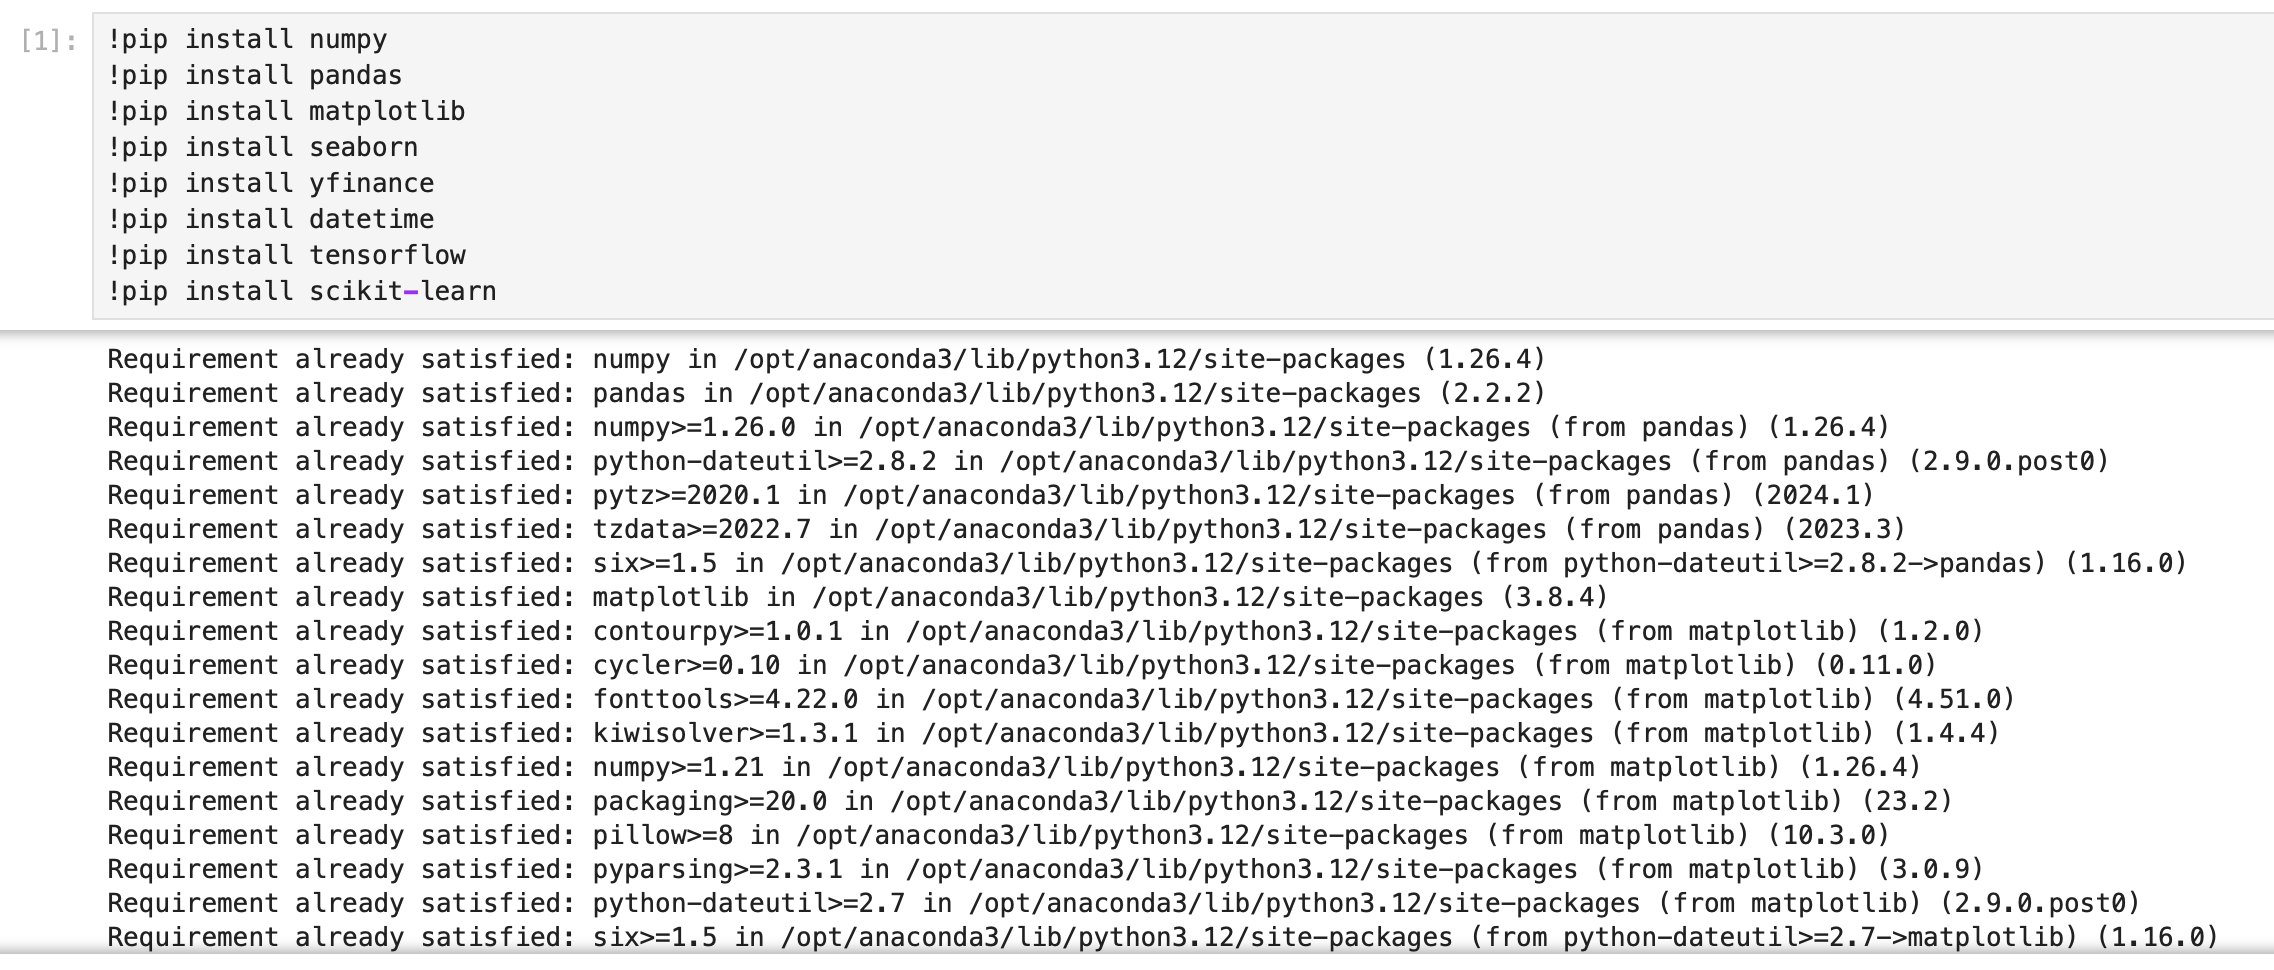 [1]:
!pip install numpy
!pip install pandas
!pip install matplotlib
!pip install seaborn
!pip install yfinance
!pip install datetime
!pip install tensorflow
!pip install scikit-learn
Requirement already satisfied: numpy in /opt/anaconda3/lib/python3.12/site-packages (1.26.4)
Requirement already satisfied: pandas in /opt/anaconda3/lib/python3.12/site-packages (2.2.2)
Requirement already satisfied: numpy>=1.26.0 in /opt/anaconda3/lib/python3.12/site-packages (from pandas) (1.26.4)
Requirement already satisfied: python-dateutil>=2.8.2 in /opt/anaconda3/lib/python3.12/site-packages (from pandas) (2.9.0.post0)
Requirement already satisfied: pytz>=2020.1 in /opt/anaconda3/lib/python3.12/site-packages (from pandas) (2024.1)
Requirement already satisfied: tzdata>=2022.7 in /opt/anaconda3/lib/python3.12/site-packages (from pandas) (2023.3)
Requirement already satisfied: six>=1.5 in /opt/anaconda3/lib/python3.12/site-packages (from python-dateutil>=2.8.2->pandas) (1.16.0)
Requirement already satisfied: matplotlib in /opt/anaconda3/lib/python3.12/site-packages (3.8.4)
Requirement already satisfied: contourpy>=1.0.1 in /opt/anaconda3/lib/python3.12/site-packages (from matplotlib) (1.2.0)
Requirement already satisfied: cycler>=0.10 in /opt/anaconda3/lib/python3.12/site-packages (from matplotlib) (0.11.0)
Requirement already satisfied: fonttools>=4.22.0 in /opt/anaconda3/lib/python3.12/site-packages (from matplotlib) (4.51.0)
Requirement already satisfied: kiwisolver>=1.3.1 in /opt/anaconda3/lib/python3.12/site-packages (from matplotlib) (1.4.4)
Requirement already satisfied: numpy>=1.21 in /opt/anaconda3/lib/python3.12/site-packages (from matplotlib) (1.26.4)
Requirement already satisfied: packaging>=20.0 in /opt/anaconda3/lib/python3.12/site-packages (from matplotlib) (23.2)
Requirement already satisfied: pillow>=8 in /opt/anaconda3/lib/python3.12/site-packages (from matplotlib) (10.3.0)
Requirement already satisfied: pyparsing>=2.3.1 in /opt/anaconda3/lib/python3.12/site-packages (from matplotlib) (3.0.9)
Requirement already satisfied: python-dateutil>=2.7 in /opt/anaconda3/lib/python3.12/site-packages (from matplotlib) (2.9.0.post0)
Requirement already satisfied: six>=1.5 in /opt/anaconda3/lib/python3.12/site-packages (from python-dateutil>=2.7->matplotlib) (1.16.0)